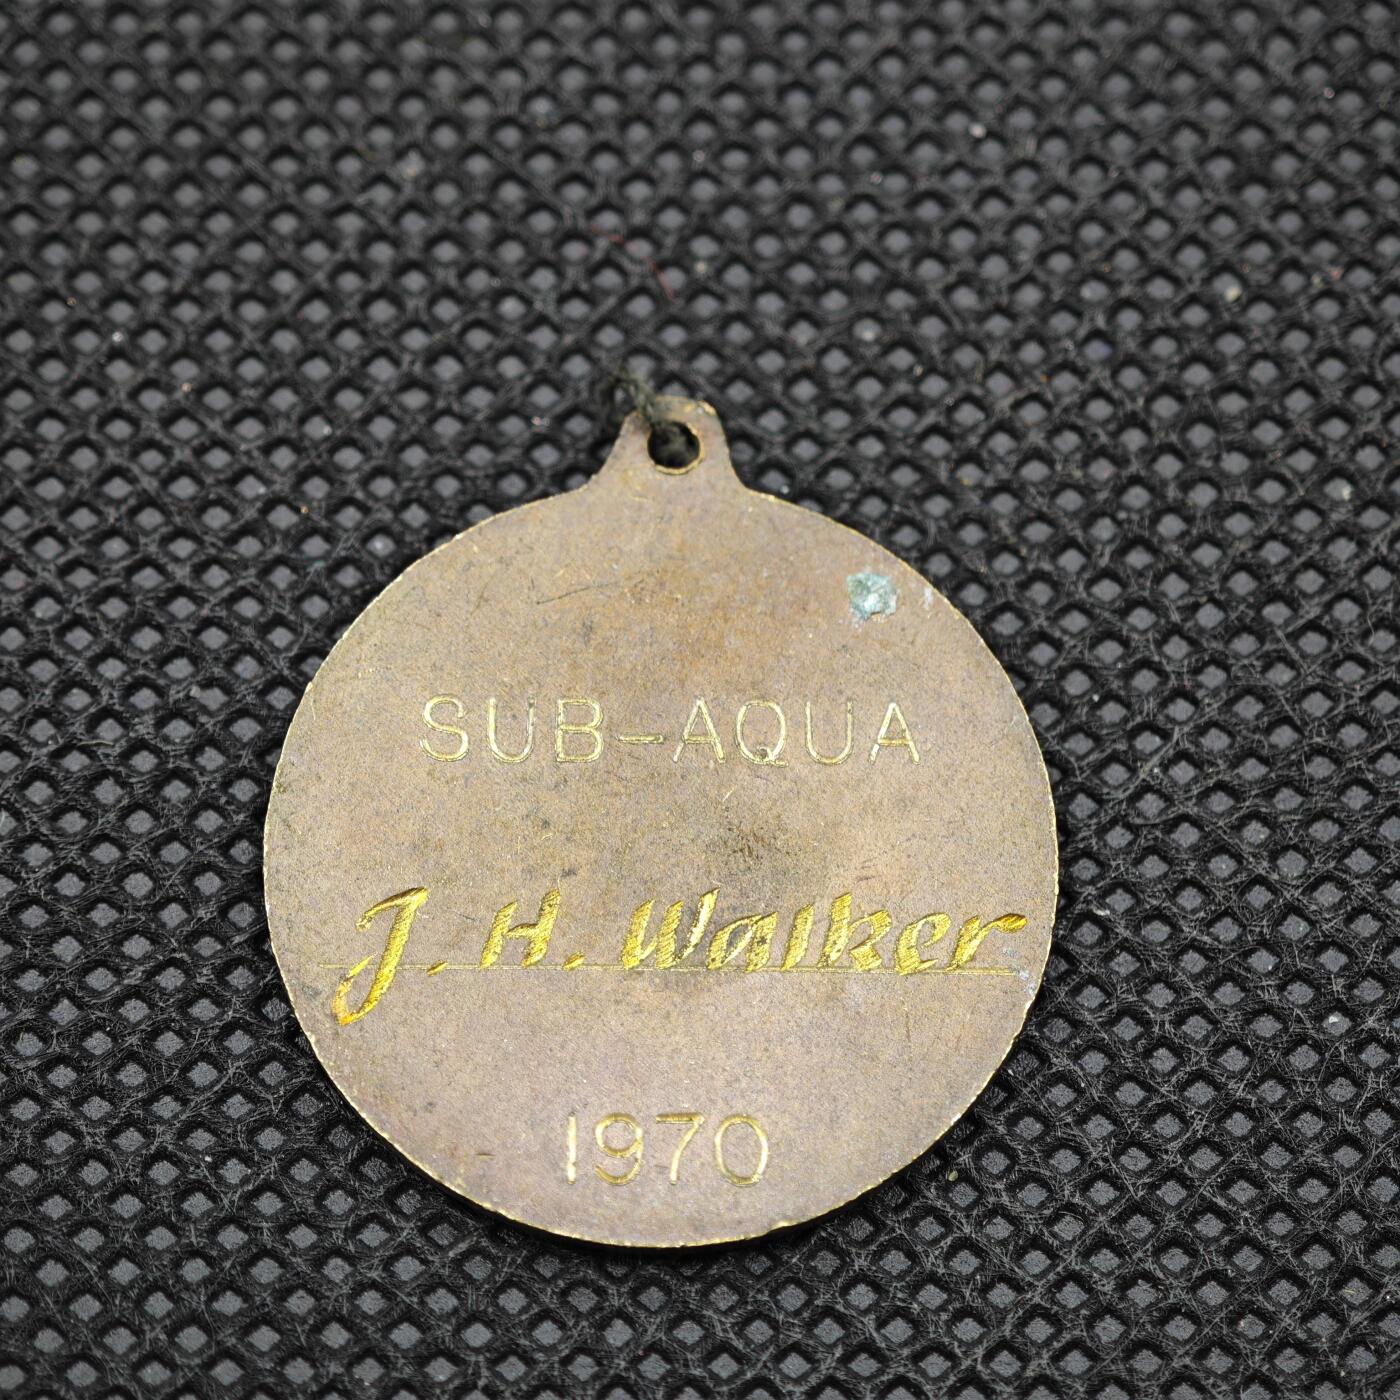 SUB-AQUA
J. H. Walker
1970